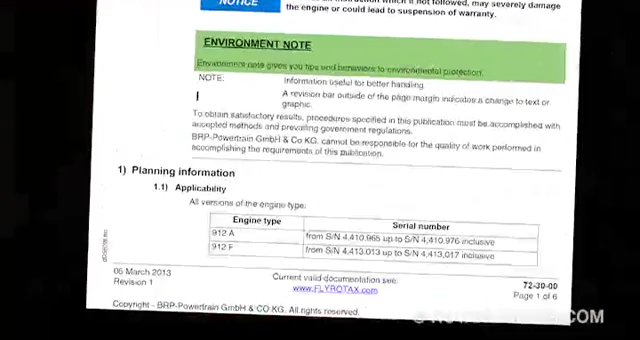 NOTICE
instruction which if not followed, may severely damage
the engine or could lead to suspension of warranty.
ENVIRONMENT NOTE
Environment note gives you tips and behaviors to environmental protection.
NOTE: Information useful for better handling.
A revision bar outside of the page margin indicates a change to text or
graphic.
To obtain satisfactory results, procedures specified in this publication must be accomplished with
accepted methods and prevailing government regulations.
BRP-Powertrain GmbH & Co KG. cannot be responsible for the quality of work performed in
accomplishing the requirements of this publication.
1) Planning information
1.1) Applicability
All versions of the engine type:
Engine type Serial number
912 A from S/N 4,410,965 up to S/N 4,410,976 inclusive
912 F from S/N 4,413,013 up to S/N 4,413,017 inclusive
06 March 2013 Current valid documentation see: 72-30-00
Revision 1 www.FLYROTAX.com Page 1 of 6
Copyright - BRP-Powertrain GmbH & CO KG. All rights reserved.